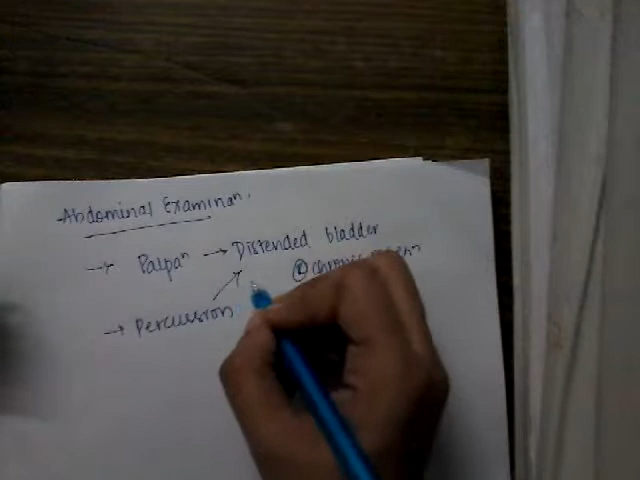 Abdominal Examinaⁿ.
→ Palpaⁿ → Distended bladder
→ Percussion